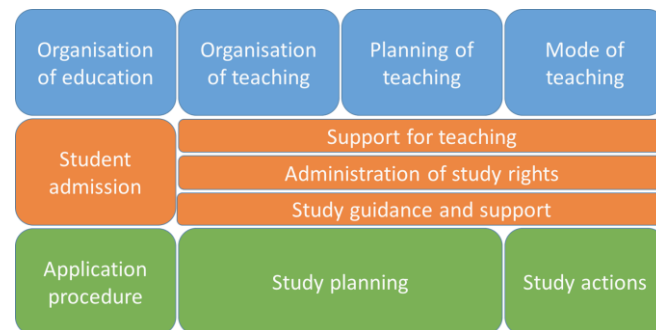 Organisation
of education
Organisation
of teaching
Planning of
teaching
Mode of
teaching
Student
admission
Support for teaching
Administration of study rights
Study guidance and support
Application
procedure
Study planning
Study actions